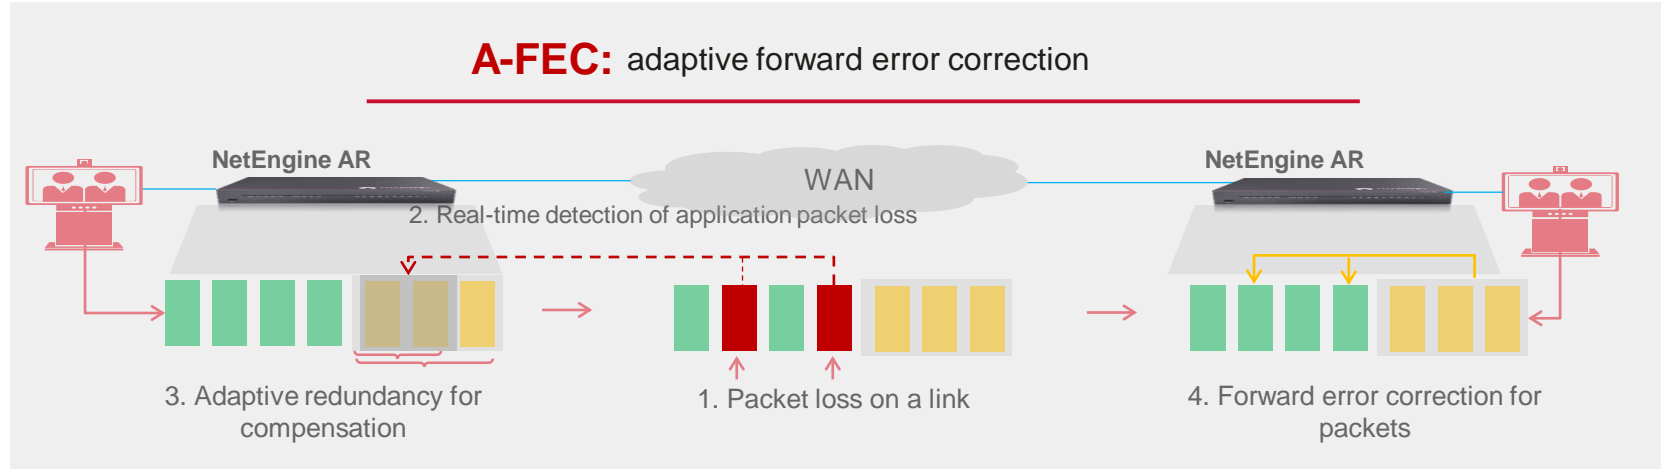 A-FEC: adaptive forward error correction
NetEngine AR
WAN
NetEngine AR
2. Real-time detection of application packet loss
3. Adaptive redundancy for
compensation
1. Packet loss on a link
4. Forward error correction for
packets